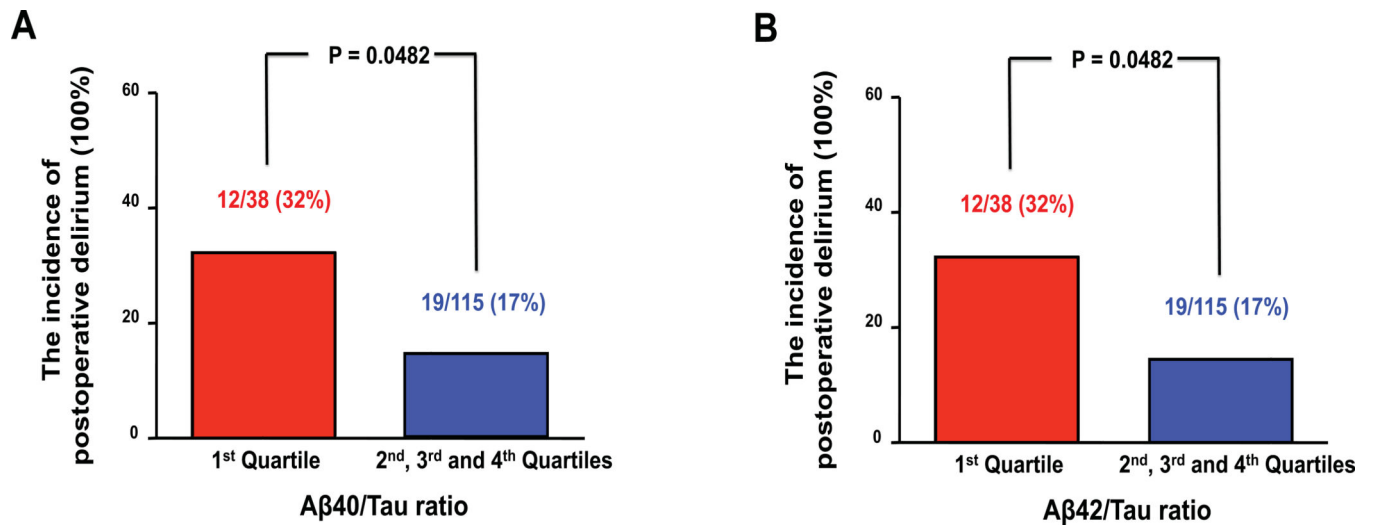 A
P = 0.0482
The incidence of
postoperative delirium (100%)
60
40
20
0
12/38 (32%)
19/115 (17%)
1st Quartile
2nd, 3rd and 4th Quartiles
Aβ40/Tau ratio
B
P = 0.0482
The incidence of
postoperative delirium (100%)
60
40
20
0
12/38 (32%)
19/115 (17%)
1st Quartile
2nd, 3rd and 4th Quartiles
Aβ42/Tau ratio